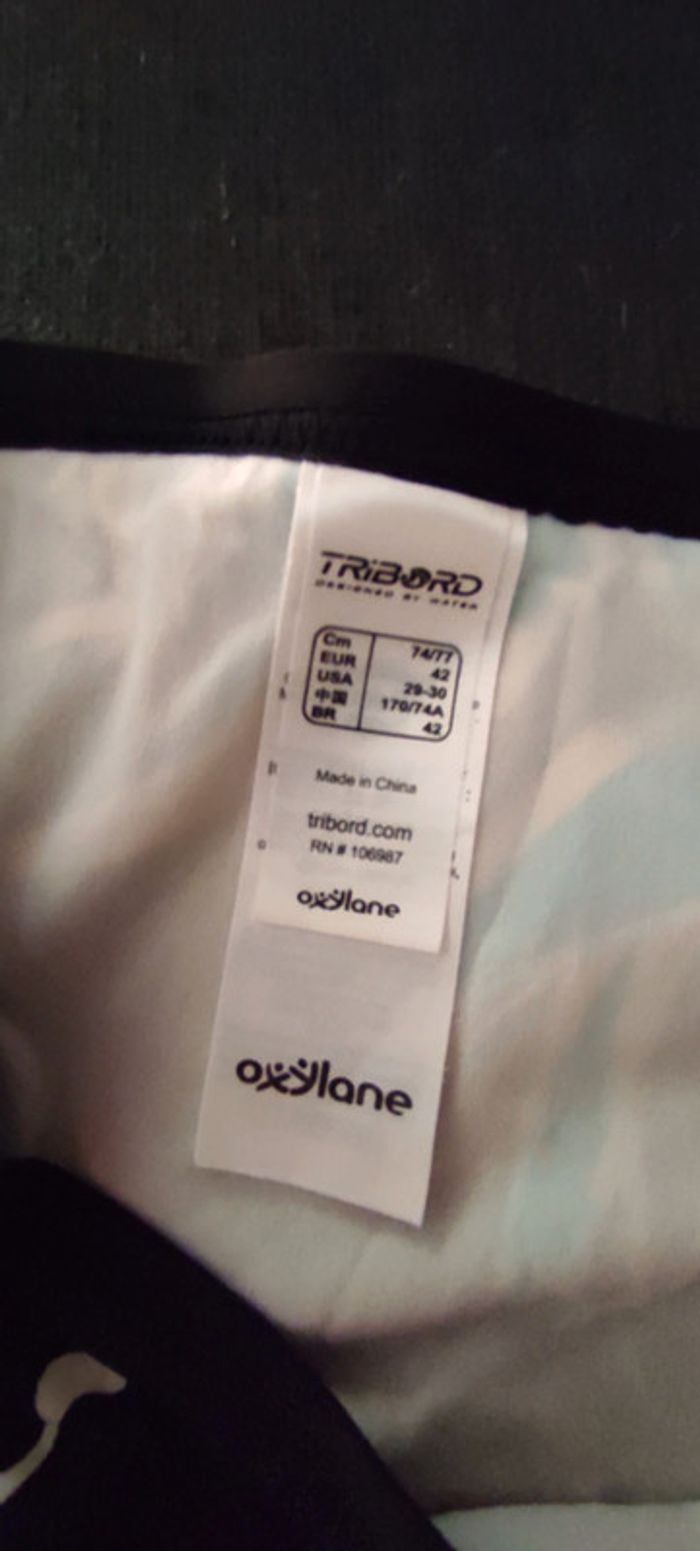 TRIBORD
DESIGNED BY WATER
Cm 74/77
EUR 42
USA 29-30
中国 170/74A
BR 42
Made in China
tribord.com
RN # 106987
oxylane
oxylane